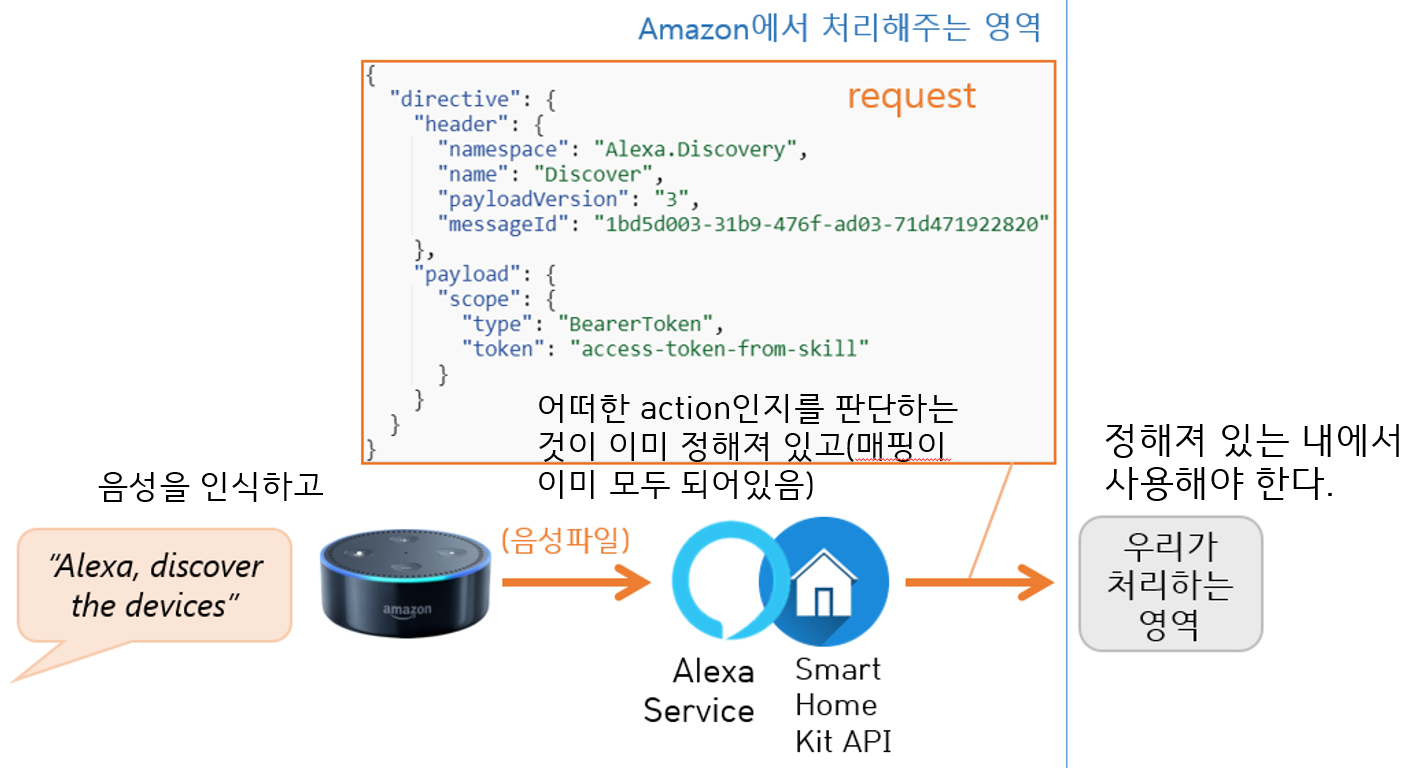 Amazon에서 처리해주는 영역
request
{
  "directive": {
    "header": {
      "namespace": "Alexa.Discovery",
      "name": "Discover",
      "payloadVersion": "3",
      "messageId": "1bd5d003-31b9-476f-ad03-71d471922820"
    },
    "payload": {
      "scope": {
        "type": "BearerToken",
        "token": "access-token-from-skill"
      }
    }
  }
}
어떠한 action인지를 판단하는
것이 이미 정해져 있고(매핑이
이미 모두 되어있음)
정해져 있는 내에서
사용해야 한다.
음성을 인식하고
“Alexa, discover
the devices”
amazon
(음성파일)
Alexa
Service
Smart
Home
Kit API
우리가
처리하는
영역